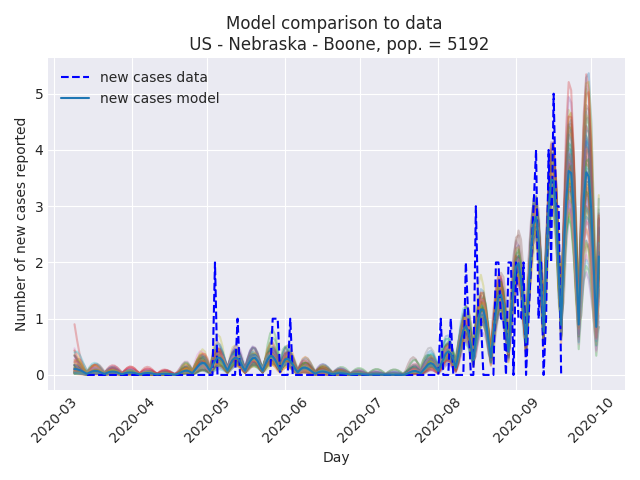 Model comparison to data
US - Nebraska - Boone, pop. = 5192
new cases data
new cases model
Number of new cases reported
5
4
3
2
1
0
2020-03
2020-04
2020-05
2020-06
2020-07
2020-08
2020-09
2020-10
Day